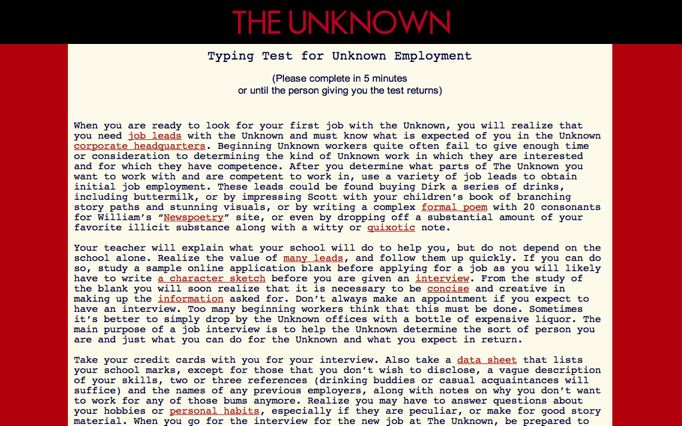 THE UNKNOWN
Typing Test for Unknown Employment
(Please complete in 5 minutes
or until the person giving you the test returns)
When you are ready to look for your first job with the Unknown, you will realize that
you need job leads with the Unknown and must know what is expected of you in the Unknown
corporate headquarters. Beginning Unknown workers quite often fail to give enough time
or consideration to determining the kind of Unknown work in which they are interested
and for which they have competence. After you determine what parts of The Unknown you
want to work with and are competent to work in, use a variety of job leads to obtain
initial job employment. These leads could be found buying Dirk a series of drinks,
including buttermilk, or by impressing Scott with your children's book of branching
story paths and stunning visuals, or by writing a complex formal poem with 20 consonants
for William's “Newspoetry” site, or even by dropping off a substantial amount of your
favorite illicit substance along with a witty or quixotic note.
Your teacher will explain what your school will do to help you, but do not depend on the
school alone. Realize the value of many leads, and follow them up quickly. If you can do
so, study a sample online application blank before applying for a job as you will likely
have to write a character sketch before you are given an interview. From the study of
the blank you will soon realize that it is necessary to be concise and creative in
making up the information asked for. Don't always make an appointment if you expect to
have an interview. Too many beginning workers think that this must be done. Sometimes
it's better to simply drop by the Unknown offices with a bottle of expensive liquor. The
main purpose of a job interview is to help the Unknown determine the sort of person you
are and just what you can do for the Unknown and what you expect in return.
Take your credit cards with you for your interview. Also take a data sheet that lists
your school marks, except for those that you don't wish to disclose, a vague description
of your skills, two or three references (drinking buddies or casual acquaintances will
suffice) and the names of any previous employers, along with notes on why you don't want
to work for any of those bums anymore. Realize you may have to answer questions about
your hobbies or personal habits, especially if they are peculiar, or make for good story
material. When you go for the interview for the new job at The Unknown, be prepared to